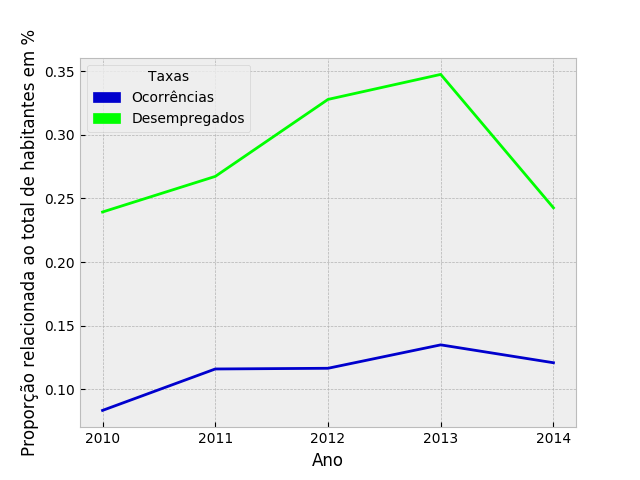 Proporção relacionada ao total de habitantes em %
0.35
0.30
0.25
0.20
0.15
0.10
Taxas
Ocorrências
Desempregados
2010 2011 2012 2013 2014
Ano